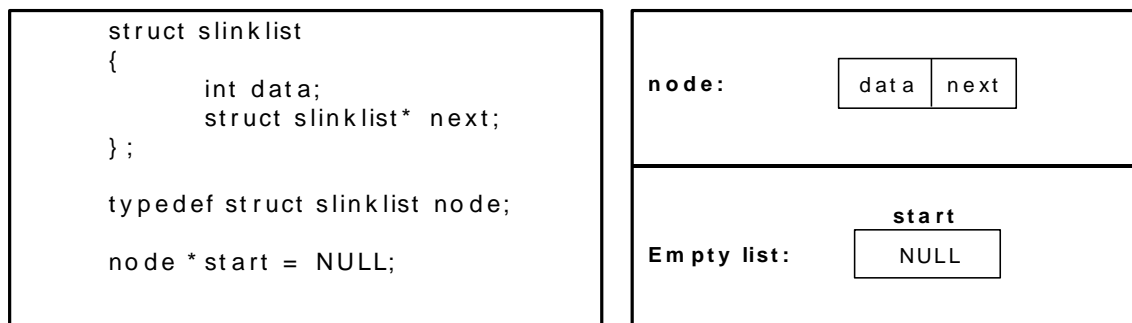 struct slinklist
{
int data;
struct slinklist* next;
};
typedef struct slinklist node;
node *start = NULL;
node:
data next
start
Empty list:
NULL